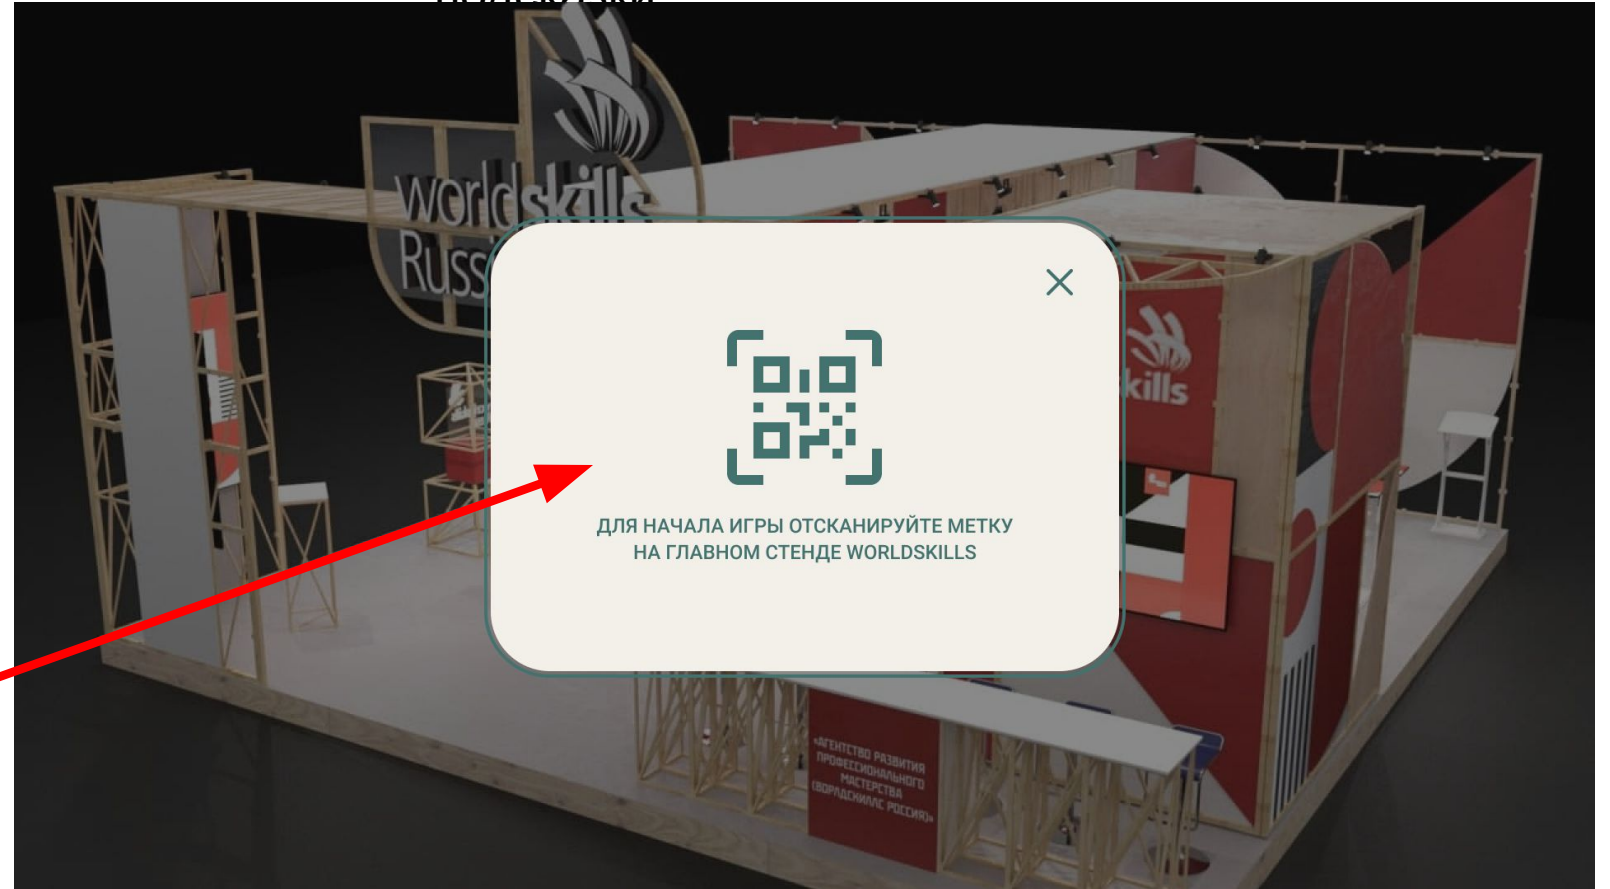 worldskills
Russ
kills
ДЛЯ НАЧАЛА ИГРЫ ОТСКАНИРУЙТЕ МЕТКУ
НА ГЛАВНОМ СТЕНДЕ WORLDSKILLS
«АГЕНТСТВО РАЗВИТИЯ
ПРОФЕССИОНАЛЬНОГО
МАСТЕРСТВА
(ВОРЛДСКИЛЛС РОССИЯ)»